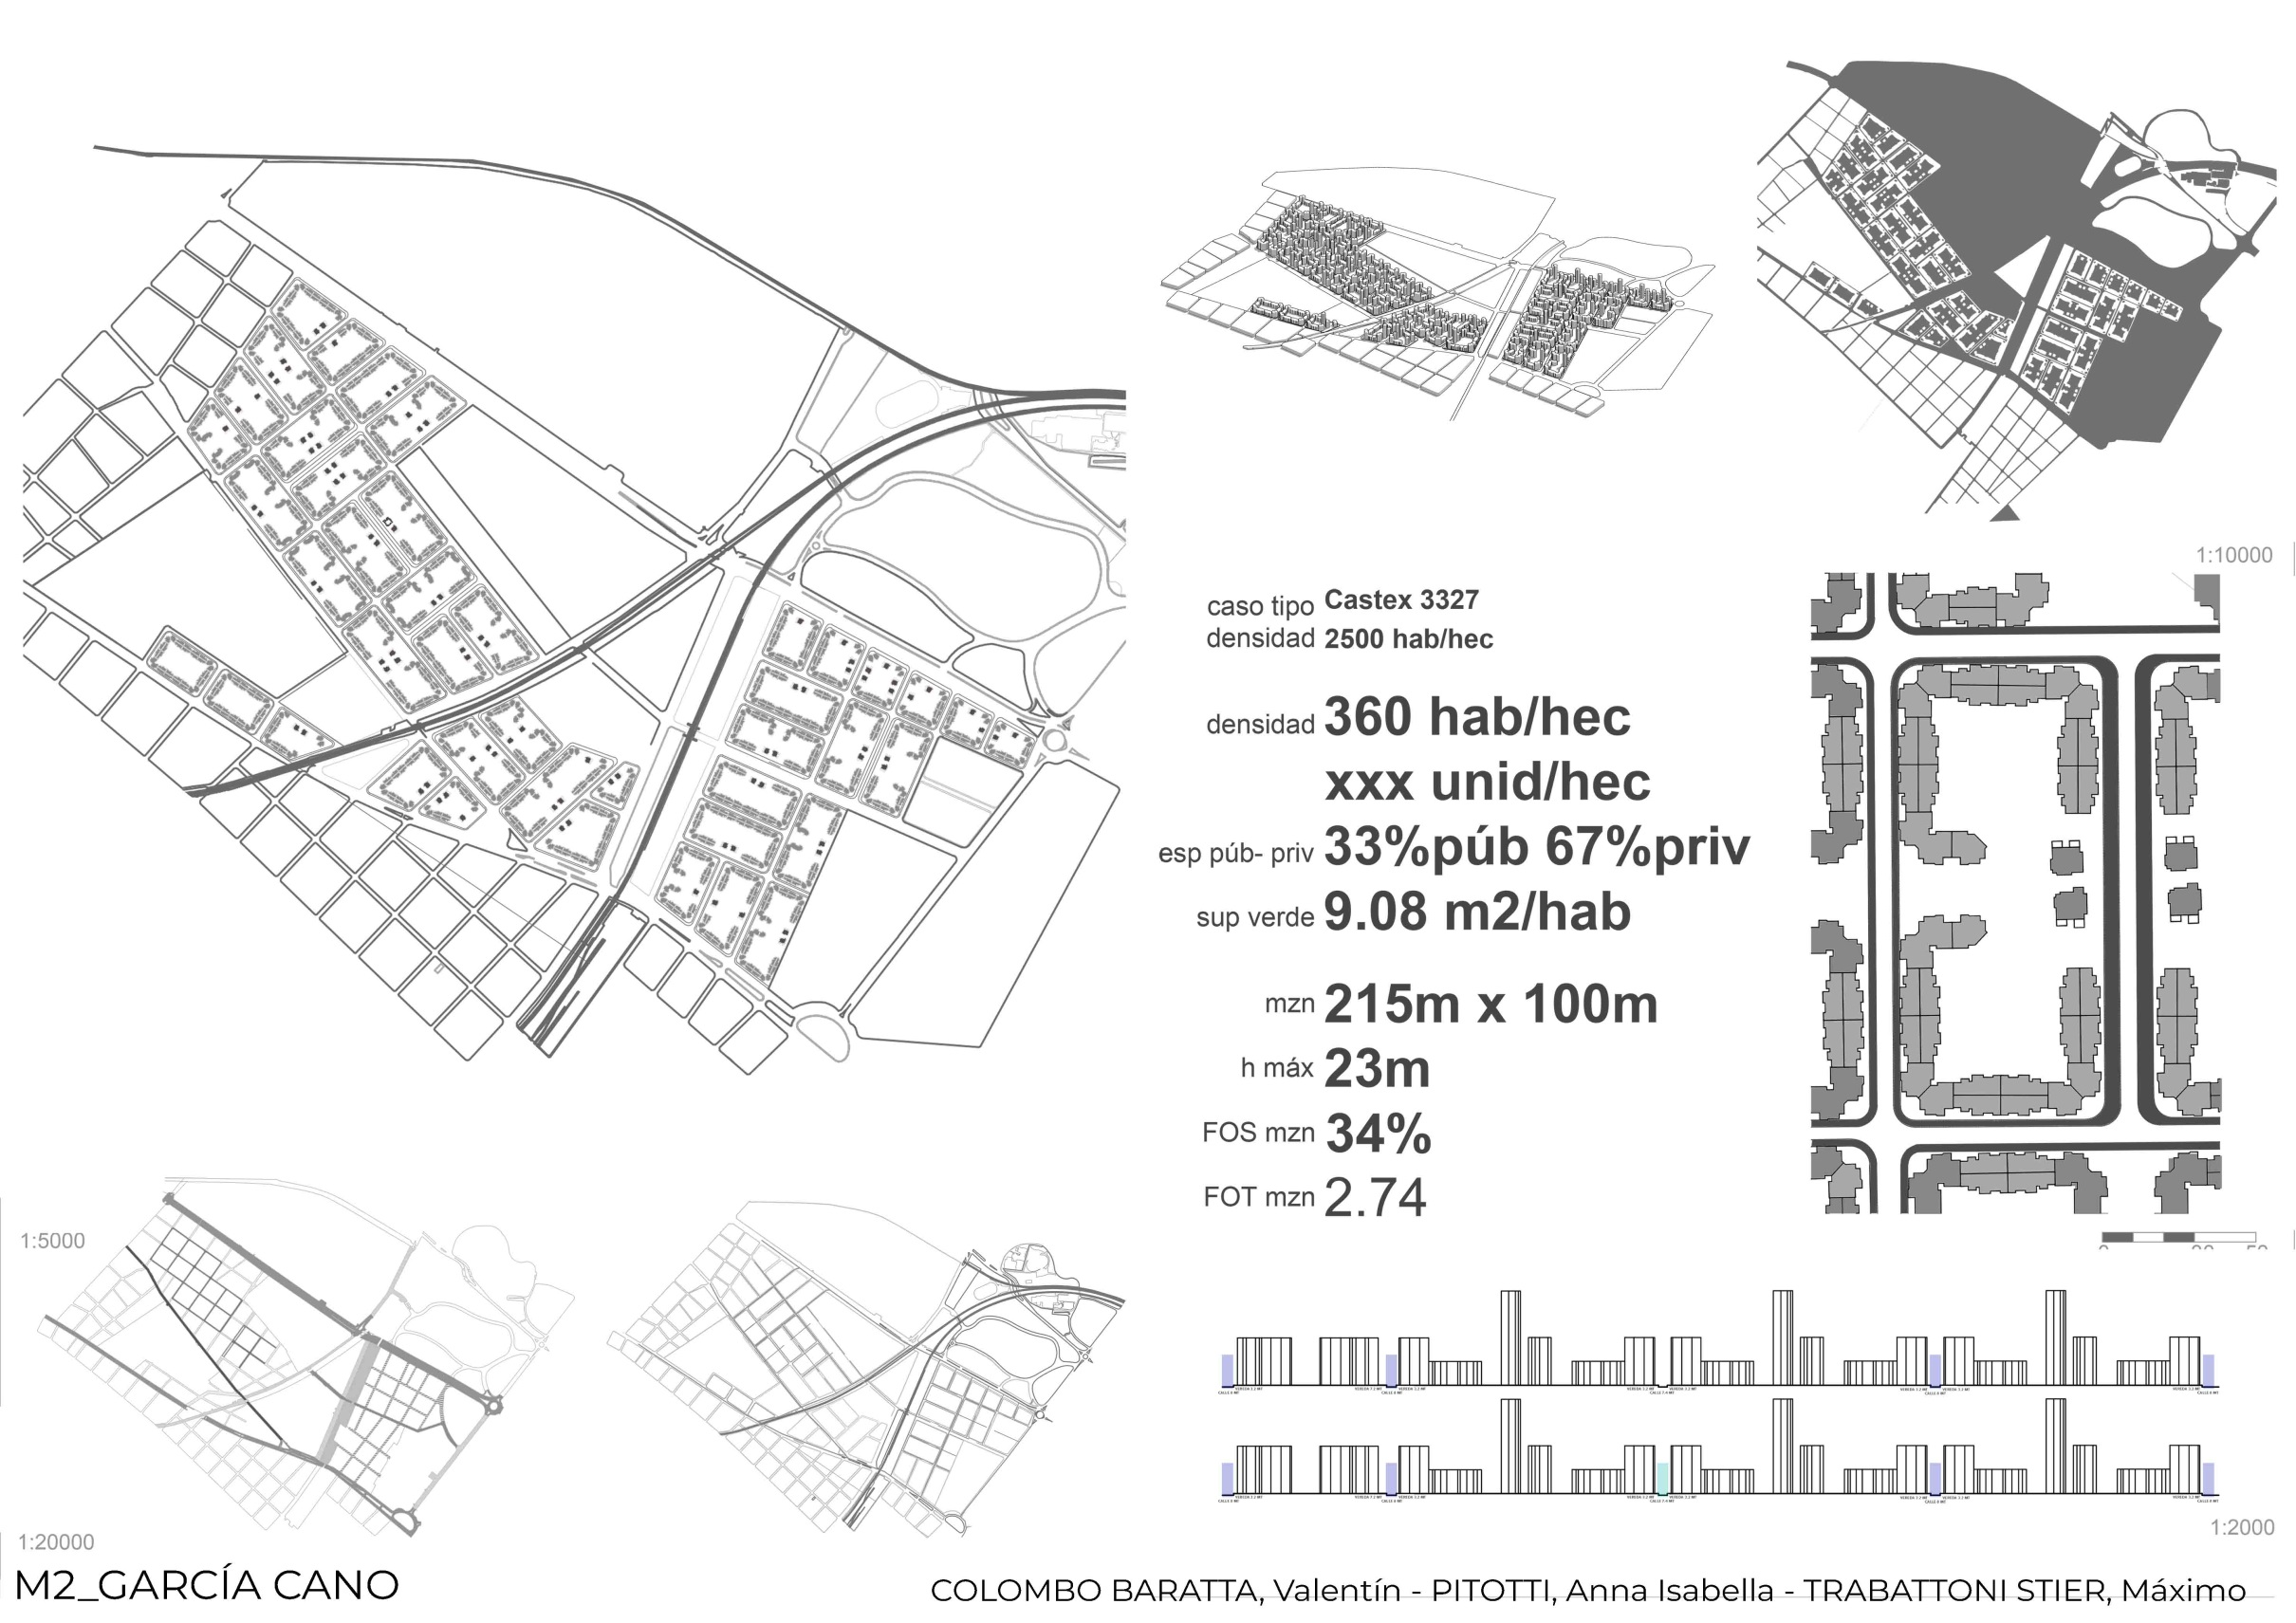 1:10000
caso tipo Castex 3327
densidad 2500 hab/hec
densidad 360 hab/hec
xxx unid/hec
esp púb- priv 33%púb 67%priv
sup verde 9.08 m2/hab
mzn 215m x 100m
h máx 23m
FOS mzn 34%
FOT mzn 2.74
1:5000
1:20000
1:2000
M2_GARCÍA CANO
COLOMBO BARATTA, Valentín - PITOTTI, Anna Isabella - TRABATTONI STIER, Máximo